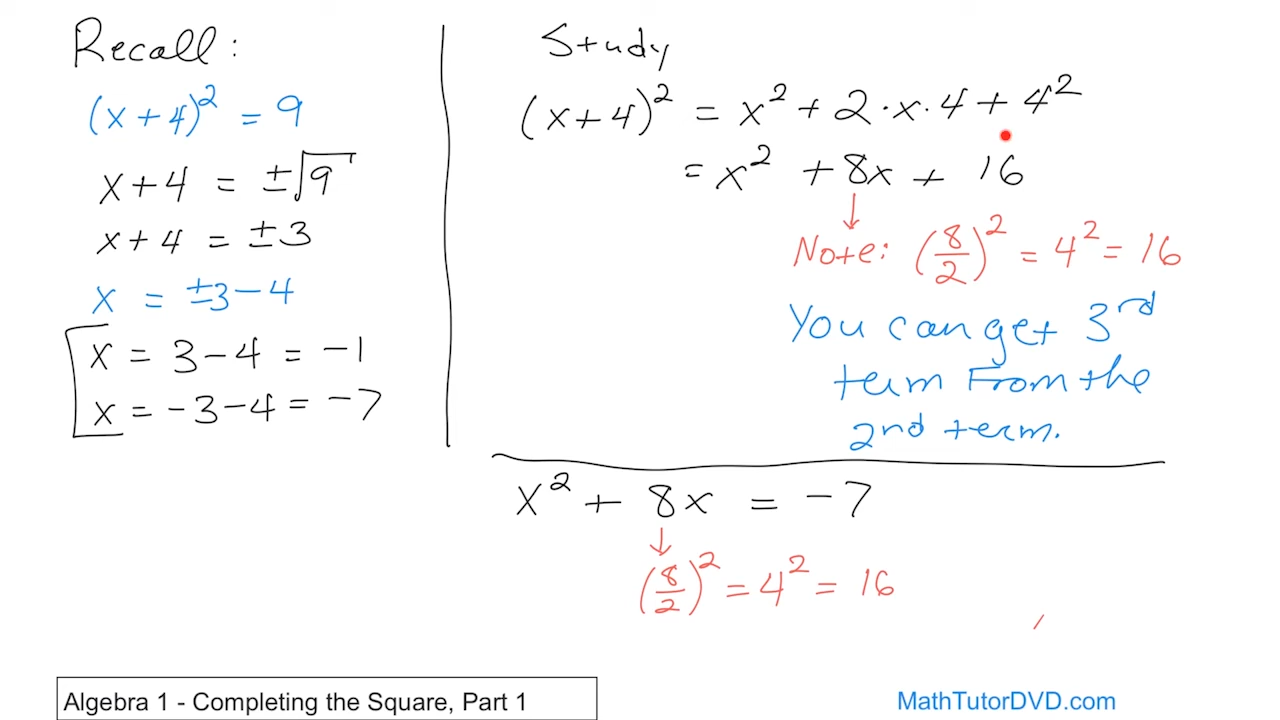 Recall:
(x+4)² = 9
x+4 = ±√9
x+4 = ±3
x = ±3-4
x = 3-4 = -1
x = -3-4 = -7
Study
(x+4)² = x² + 2·x·4 + 4²
= x² + 8x + 16
Note: (8/2)² = 4² = 16
You can get 3rd
term From the
2nd term.
x² + 8x = -7
(8/2)² = 4² = 16
Algebra 1 - Completing the Square, Part 1
MathTutorDVD.com